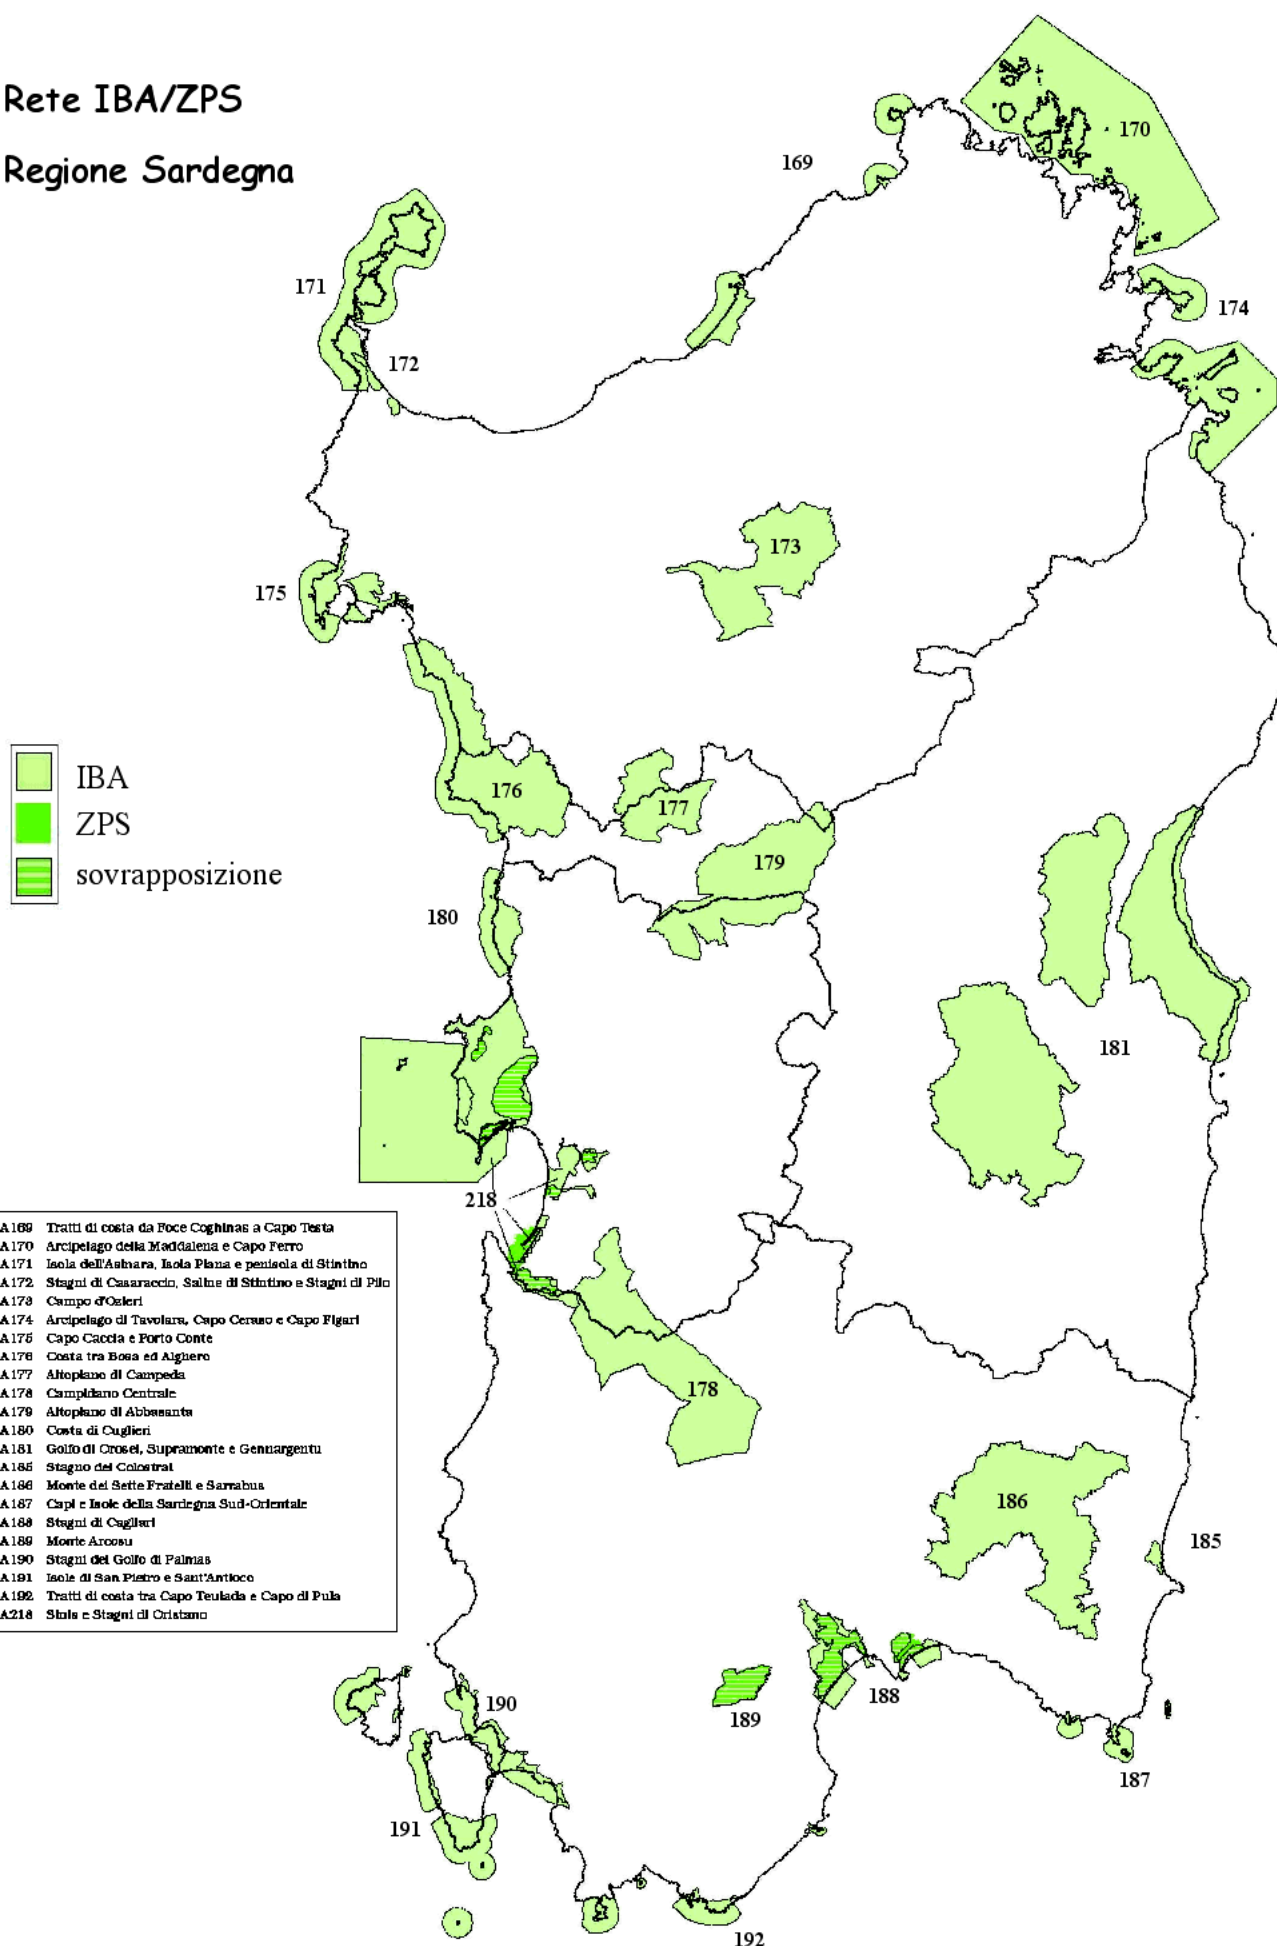 Rete IBA/ZPS
Regione Sardegna
170
169
171
174
172
173
175
176
177
179
180
181
218
178
186
185
190
189
188
187
191
192
IBA
ZPS
sovrapposizione
A169 Tratti di costa da Foce Coghinas a Capo Testa
A170 Arcipelago della Maddalena e Capo Ferro
A171 Isola dell'Asinara, Isola Piana e penisola di Stintino
A172 Stagni di Casaraccio, Saline di Stintino e Stagni di Pilo
A173 Campo d'Ozieri
A174 Arcipelago di Tavolara, Capo Ceraso e Capo Figari
A175 Capo Caccia e Porto Conte
A176 Costa tra Bosa ed Alghero
A177 Altopiano di Campeda
A178 Campidano Centrale
A179 Altopiano di Abbasanta
A180 Costa di Cuglieri
A181 Golfo di Orosei, Supramonte e Gennargentu
A185 Stagno dei Colostrai
A186 Monte dei Sette Fratelli e Sarrabus
A187 Capi e Isole della Sardegna Sud-Orientale
A188 Stagni di Cagliari
A189 Monte Arcosu
A190 Stagni del Golfo di Palmas
A191 Isole di San Pietro e Sant'Antioco
A192 Tratti di costa tra Capo Teulada e Capo di Pula
A218 Sinis e Stagni di Oristano